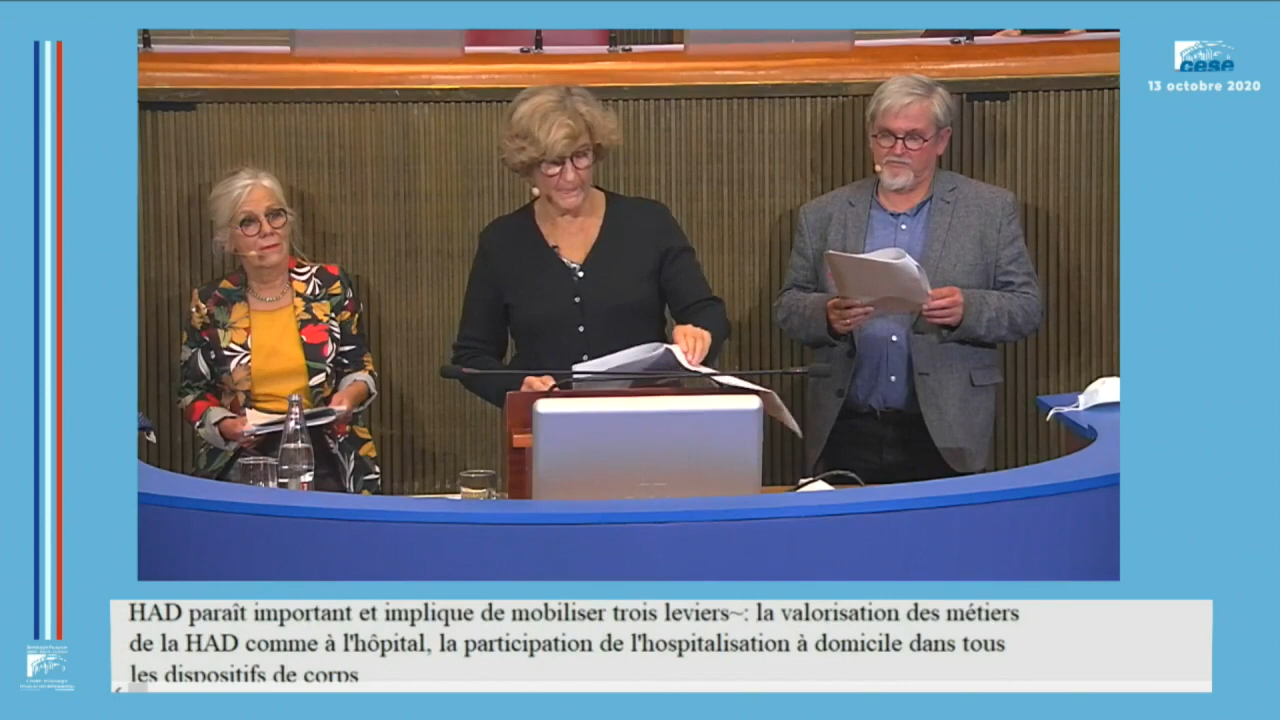 cese
13 octobre 2020
HAD paraît important et implique de mobiliser trois leviers~: la valorisation des métiers
de la HAD comme à l'hôpital, la participation de l'hospitalisation à domicile dans tous
les dispositifs de corps